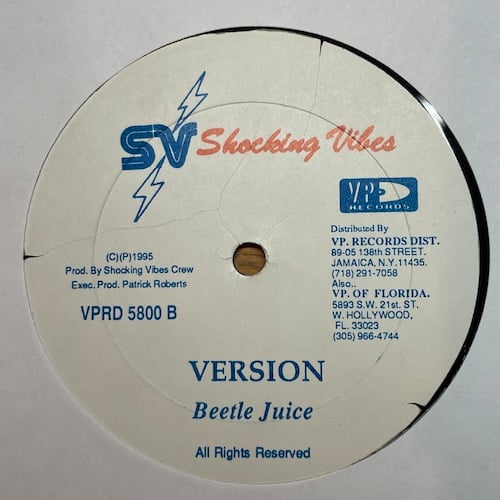 SV Shocking Vibes
VP
RECORDS
Distributed By
VP. RECORDS DIST.
89-05 138th STREET.
JAMAICA, N.Y. 11435.
(718) 291-7058
Also..
VP. OF FLORIDA.
5893 S.W. 21st. ST.
W. HOLLYWOOD,
FL. 33023
(305) 966-4744
(C)(P)1995
Prod. By Shocking Vibes Crew
Exec. Prod. Patrick Roberts
VPRD 5800 B
VERSION
Beetle Juice
All Rights Reserved